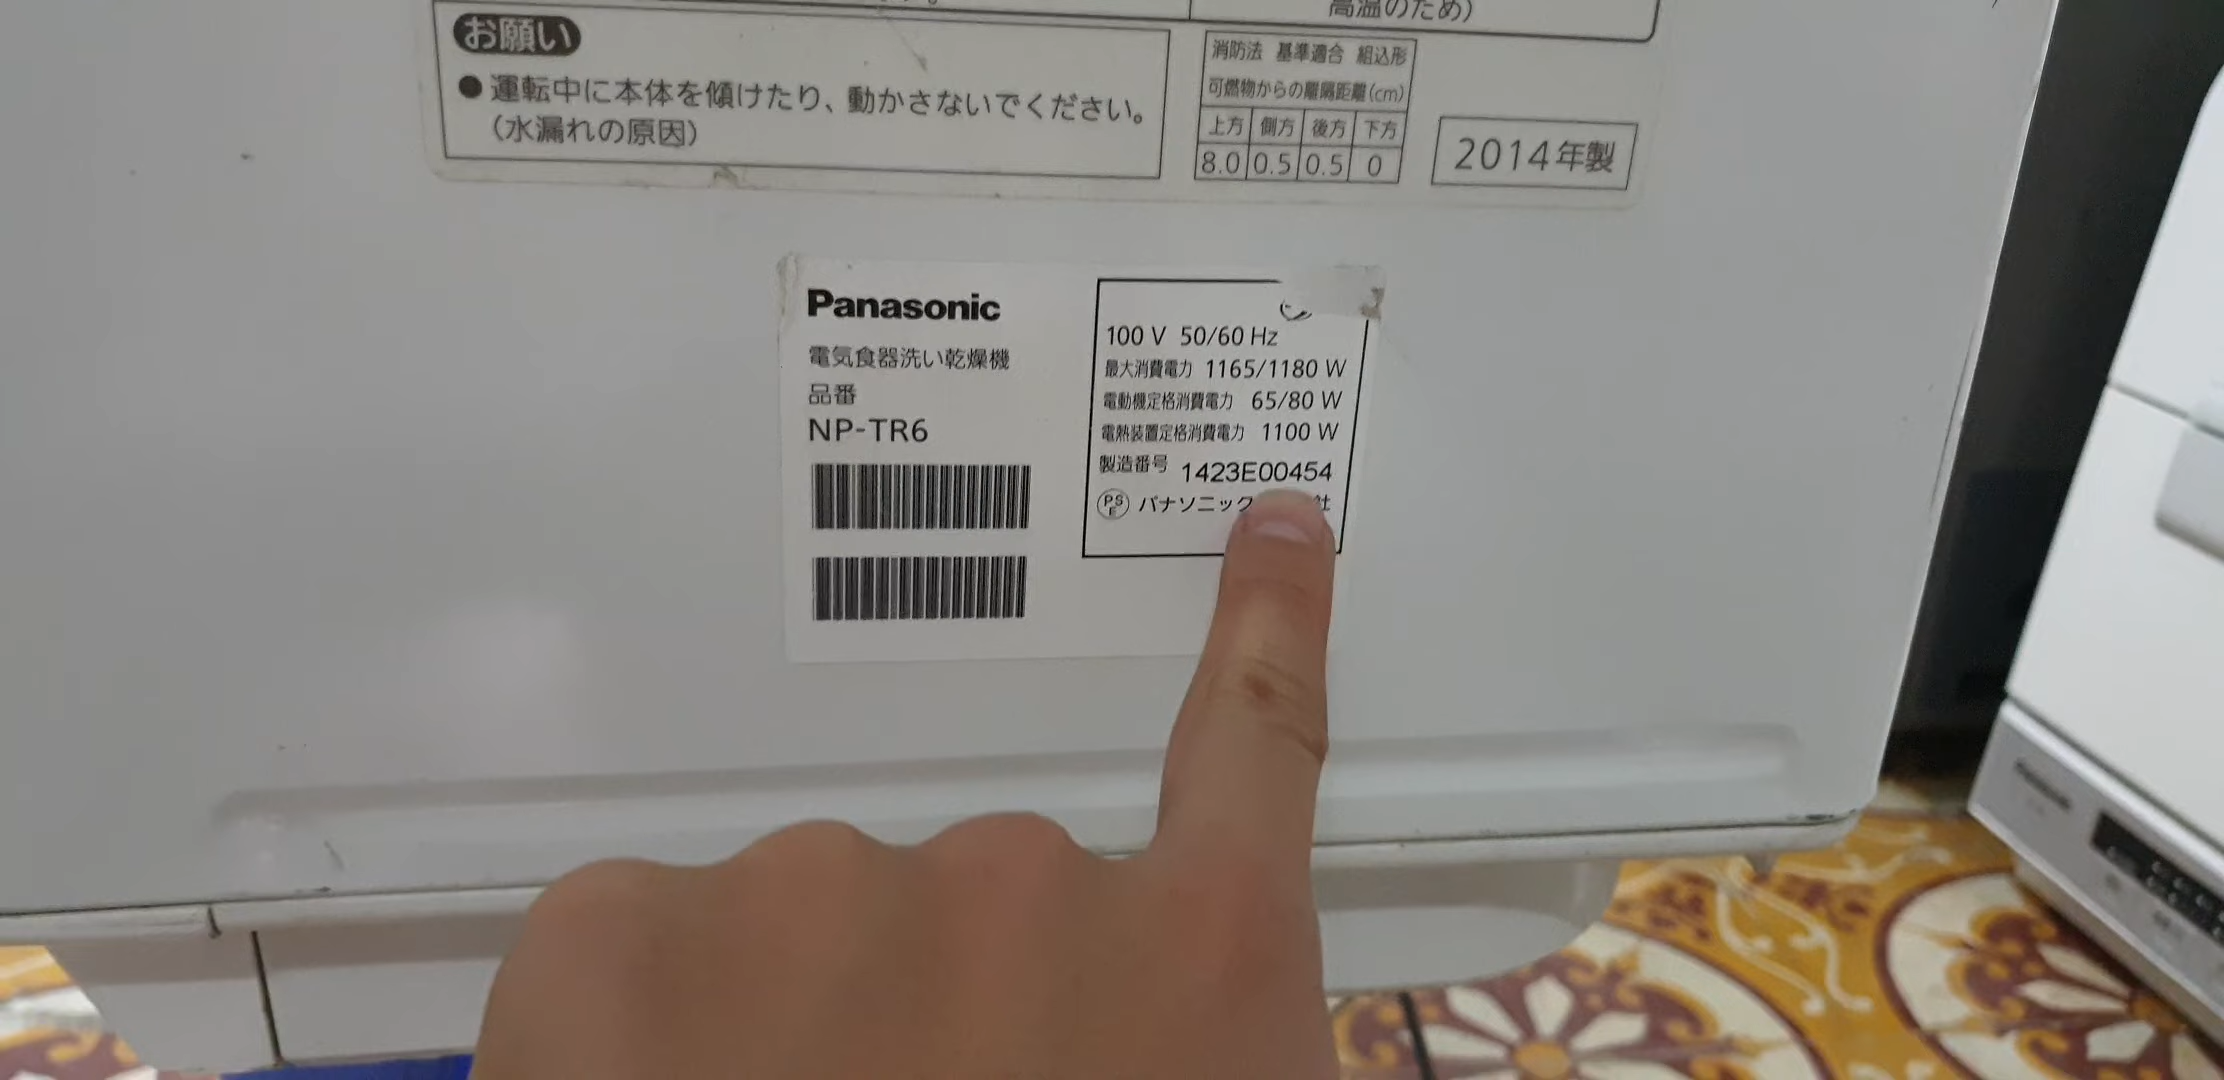 高温のため）
お願い
●運転中に本体を傾けたり、動かさないでください。
（水漏れの原因）
消防法 基準適合 組込形
可燃物からの離隔距離(cm)
上方 側方 後方 下方
8.0 0.5 0.5 0
2014年製
Panasonic
電気食器洗い乾燥機
品番
NP-TR6
100 V 50/60 Hz
最大消費電力 1165/1180 W
電動機定格消費電力 65/80 W
電熱装置定格消費電力 1100 W
製造番号 1423E00454
PS E パナソニック 社
Panasonic